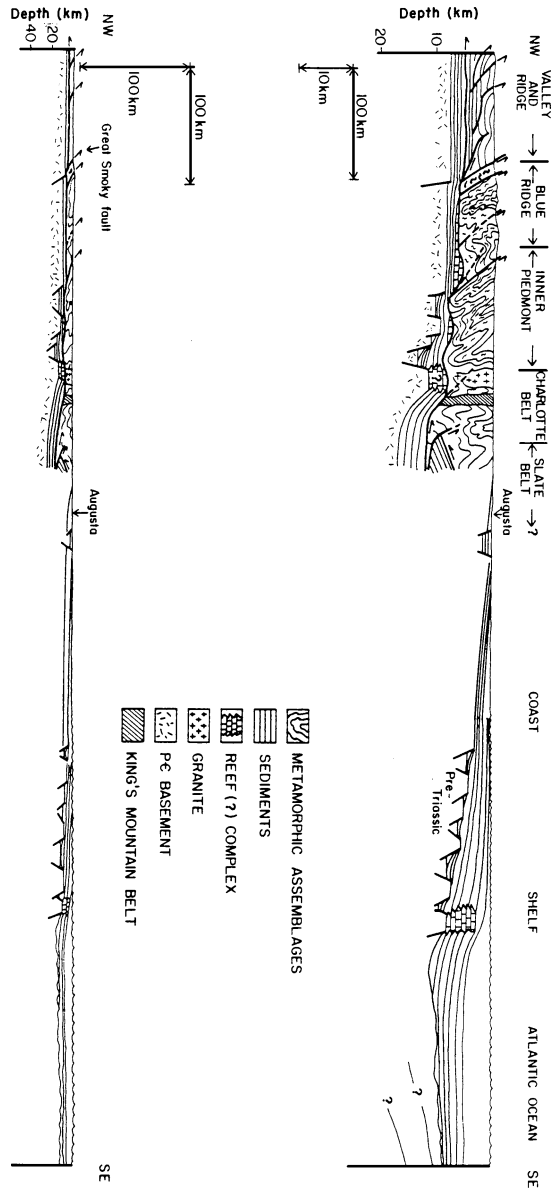 NW
VALLEY
AND
RIDGE
BLUE
RIDGE
INNER
PIEDMONT
CHARLOTTE
BELT
SLATE
BELT
?
Augusta
COAST
SHELF
ATLANTIC OCEAN
SE
Depth (km)
10
20
?
Pre-
Triassic
?
?
100 km
10 km
METAMORPHIC ASSEMBLAGES
SEDIMENTS
REEF (?) COMPLEX
GRANITE
P€ BASEMENT
KING'S MOUNTAIN BELT
100 km
100 km
NW
Depth (km)
20
40
Great Smoky fault
Augusta
SE